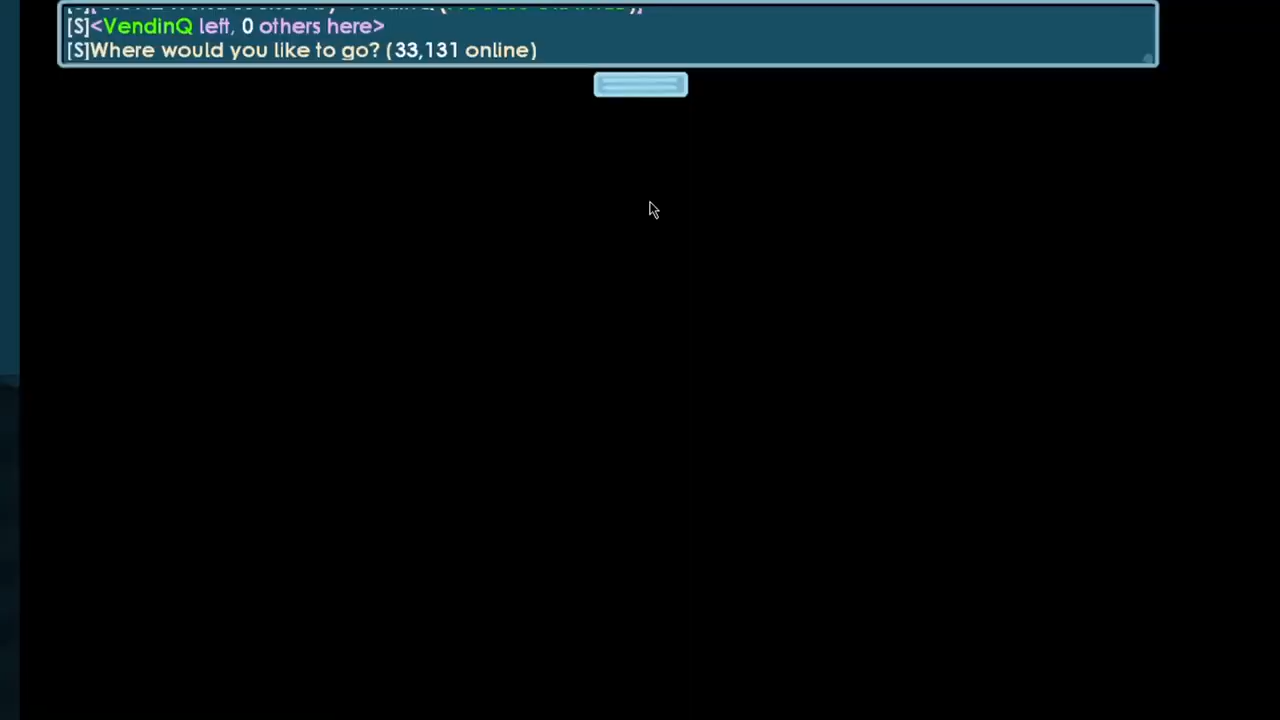 [S]<VendinQ left, 0 others here>
[S]Where would you like to go? (33,131 online)